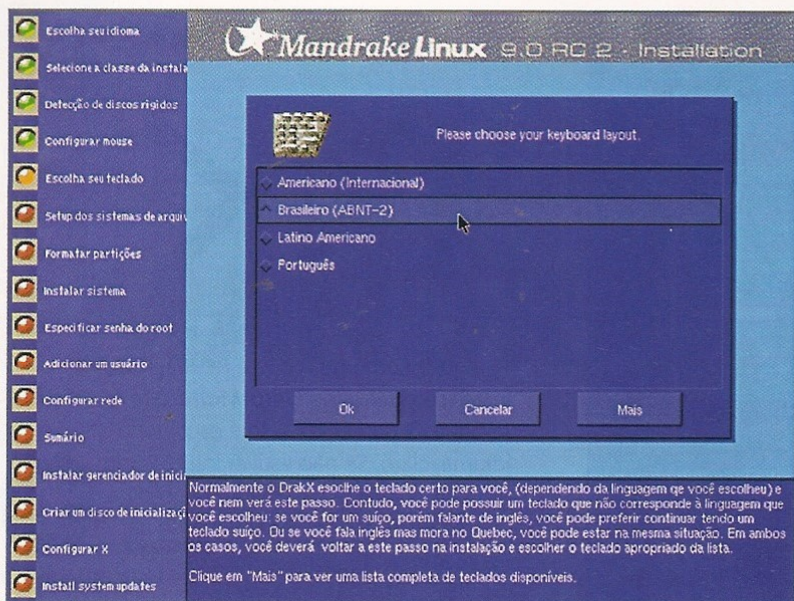 Escolha seu idioma
Selecione a classe da instala
Detecção de discos rígidos
Configurar mouse
Escolha seu teclado
Setup dos sistemas de arquiv
Formatar partições
Instalar sistema
Especificar senha do root
Adicionar um usuário
Configurar rede
Sumário
Instalar gerenciador de inici
Criar um disco de inicializaçã
Configurar X
Install system updates
Mandrake Linux 9.0 RC 2 - Installation
Please choose your keyboard layout.
Americano (Internacional)
Brasileiro (ABNT-2)
Latino Americano
Português
Ok Cancelar Mais
Normalmente o DrakX esoclhe o teclado certo para você, (dependendo da linguagem qe você escolheu) e
você nem verá este passo. Contudo, você pode possuir um teclado que não corresponde à linguagem que
você escolheu: se você for um suíço, porém falante de inglês, você pode preferir continuar tendo um
teclado suíço. Ou se você fala inglês mas mora no Quebec, você pode estar na mesma situação. Em ambos
os casos, você deverá voltar a este passo na instalação e escolher o teclado apropriado da lista.
Clique em "Mais" para ver uma lista completa de teclados disponíveis.